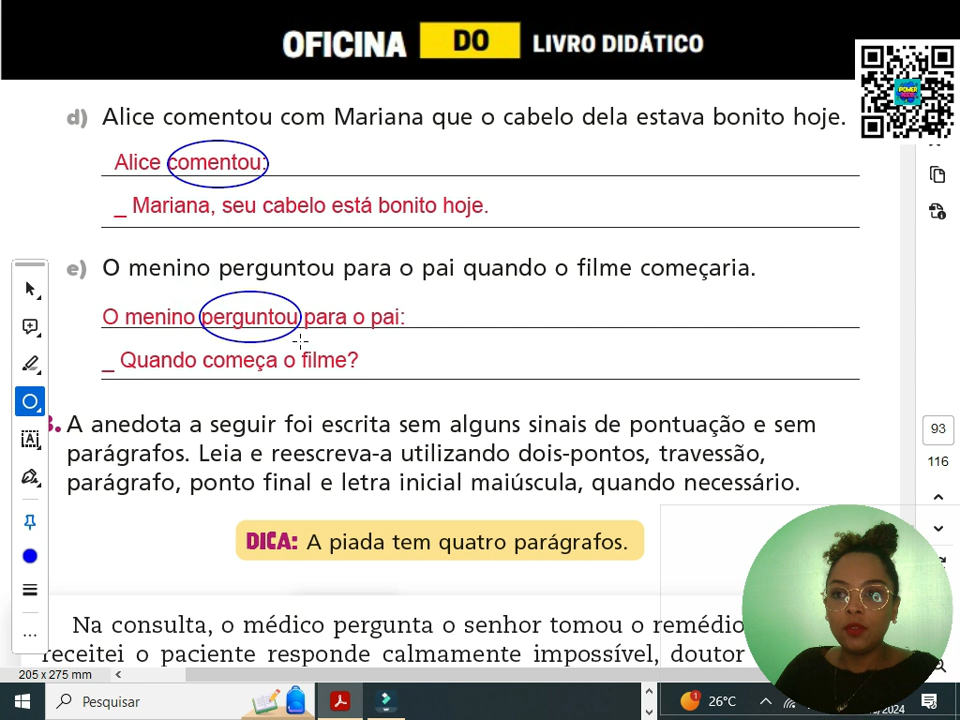 OFICINA DO LIVRO DIDÁTICO
d) Alice comentou com Mariana que o cabelo dela estava bonito hoje.
Alice comentou:
_ Mariana, seu cabelo está bonito hoje.
e) O menino perguntou para o pai quando o filme começaria.
O menino perguntou para o pai:
_ Quando começa o filme?
3. A anedota a seguir foi escrita sem alguns sinais de pontuação e sem
parágrafos. Leia e reescreva-a utilizando dois-pontos, travessão,
parágrafo, ponto final e letra inicial maiúscula, quando necessário.
DICA: A piada tem quatro parágrafos.
Na consulta, o médico pergunta o senhor tomou o remédio
receitei o paciente responde calmamente impossível, doutor
93
116
205 x 275 mm
Pesquisar
1
26°C
2024